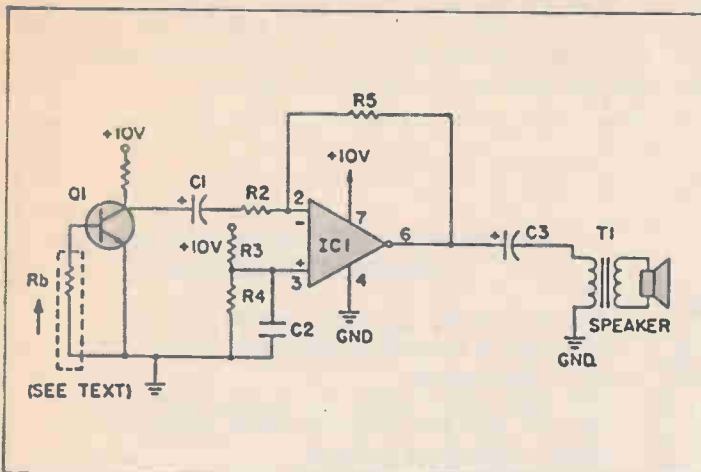 R5
+10V
+10V
Q1
C1
R2
2
-
7
+10V
R3
IC1
6
C3
T1
Rb
+
3
4
R4
C2
GND
SPEAKER
GND
(SEE TEXT)